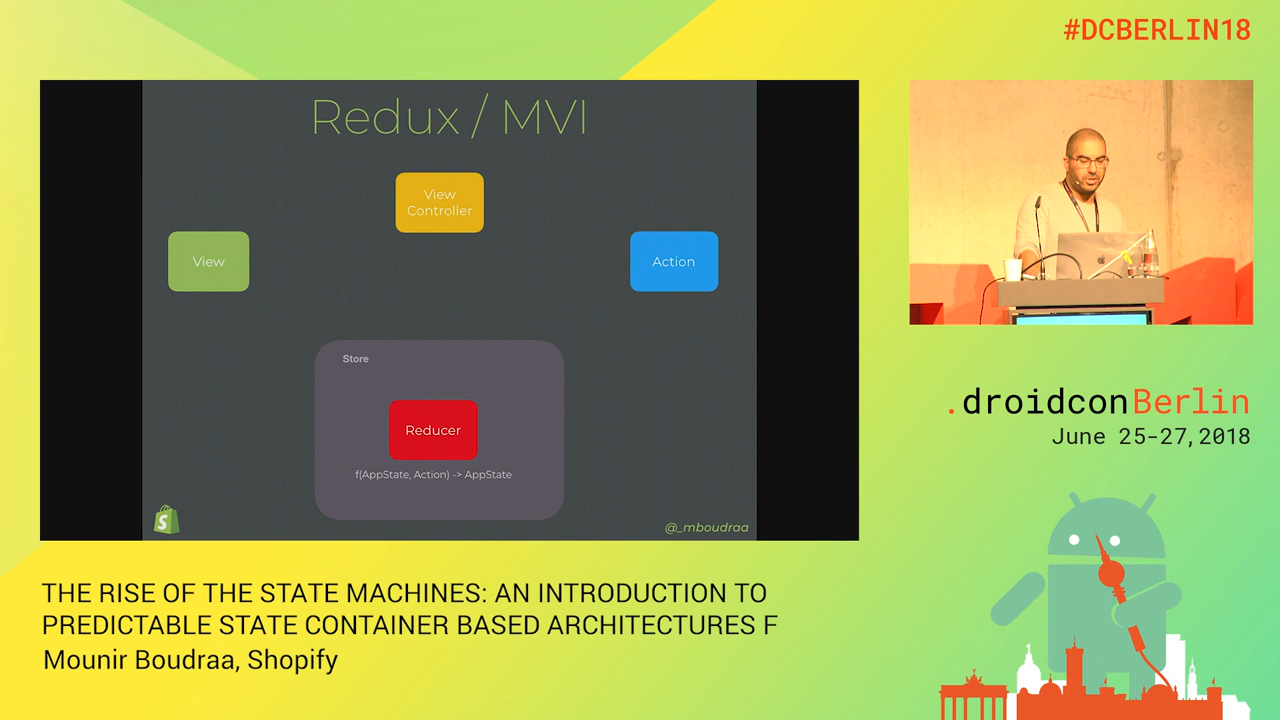 #DCBERLIN18
Redux / MVI
View
Controller
View
Action
Store
Reducer
f(AppState, Action) -> AppState
S
@_mboudraa
.droidconBerlin
June 25-27, 2018
THE RISE OF THE STATE MACHINES: AN INTRODUCTION TO
PREDICTABLE STATE CONTAINER BASED ARCHITECTURES F
Mounir Boudraa, Shopify